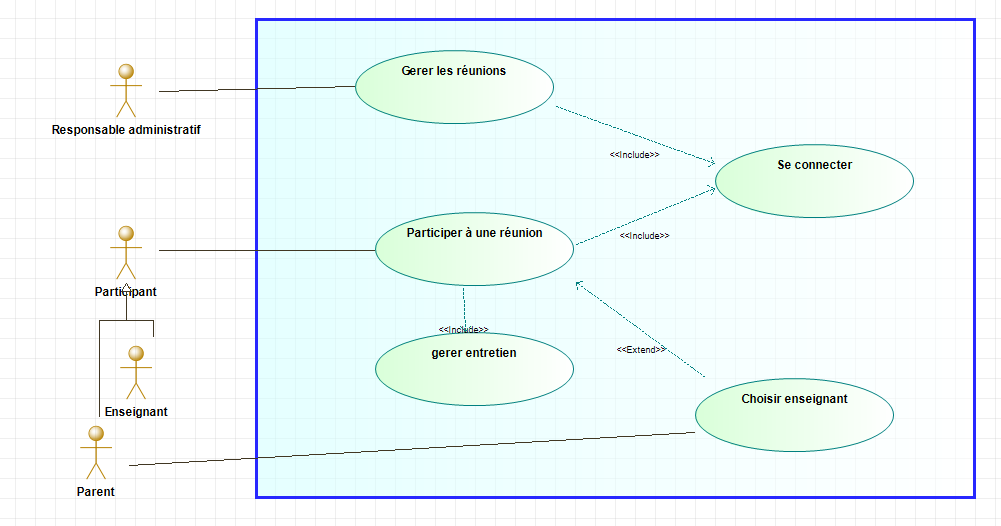 Gerer les réunions
Responsable administratif
<<Include>>
Se connecter
Participer à une réunion
<<Include>>
Participant
<<Include>>
gerer entretien
<<Extend>>
Enseignant
Choisir enseignant
Parent